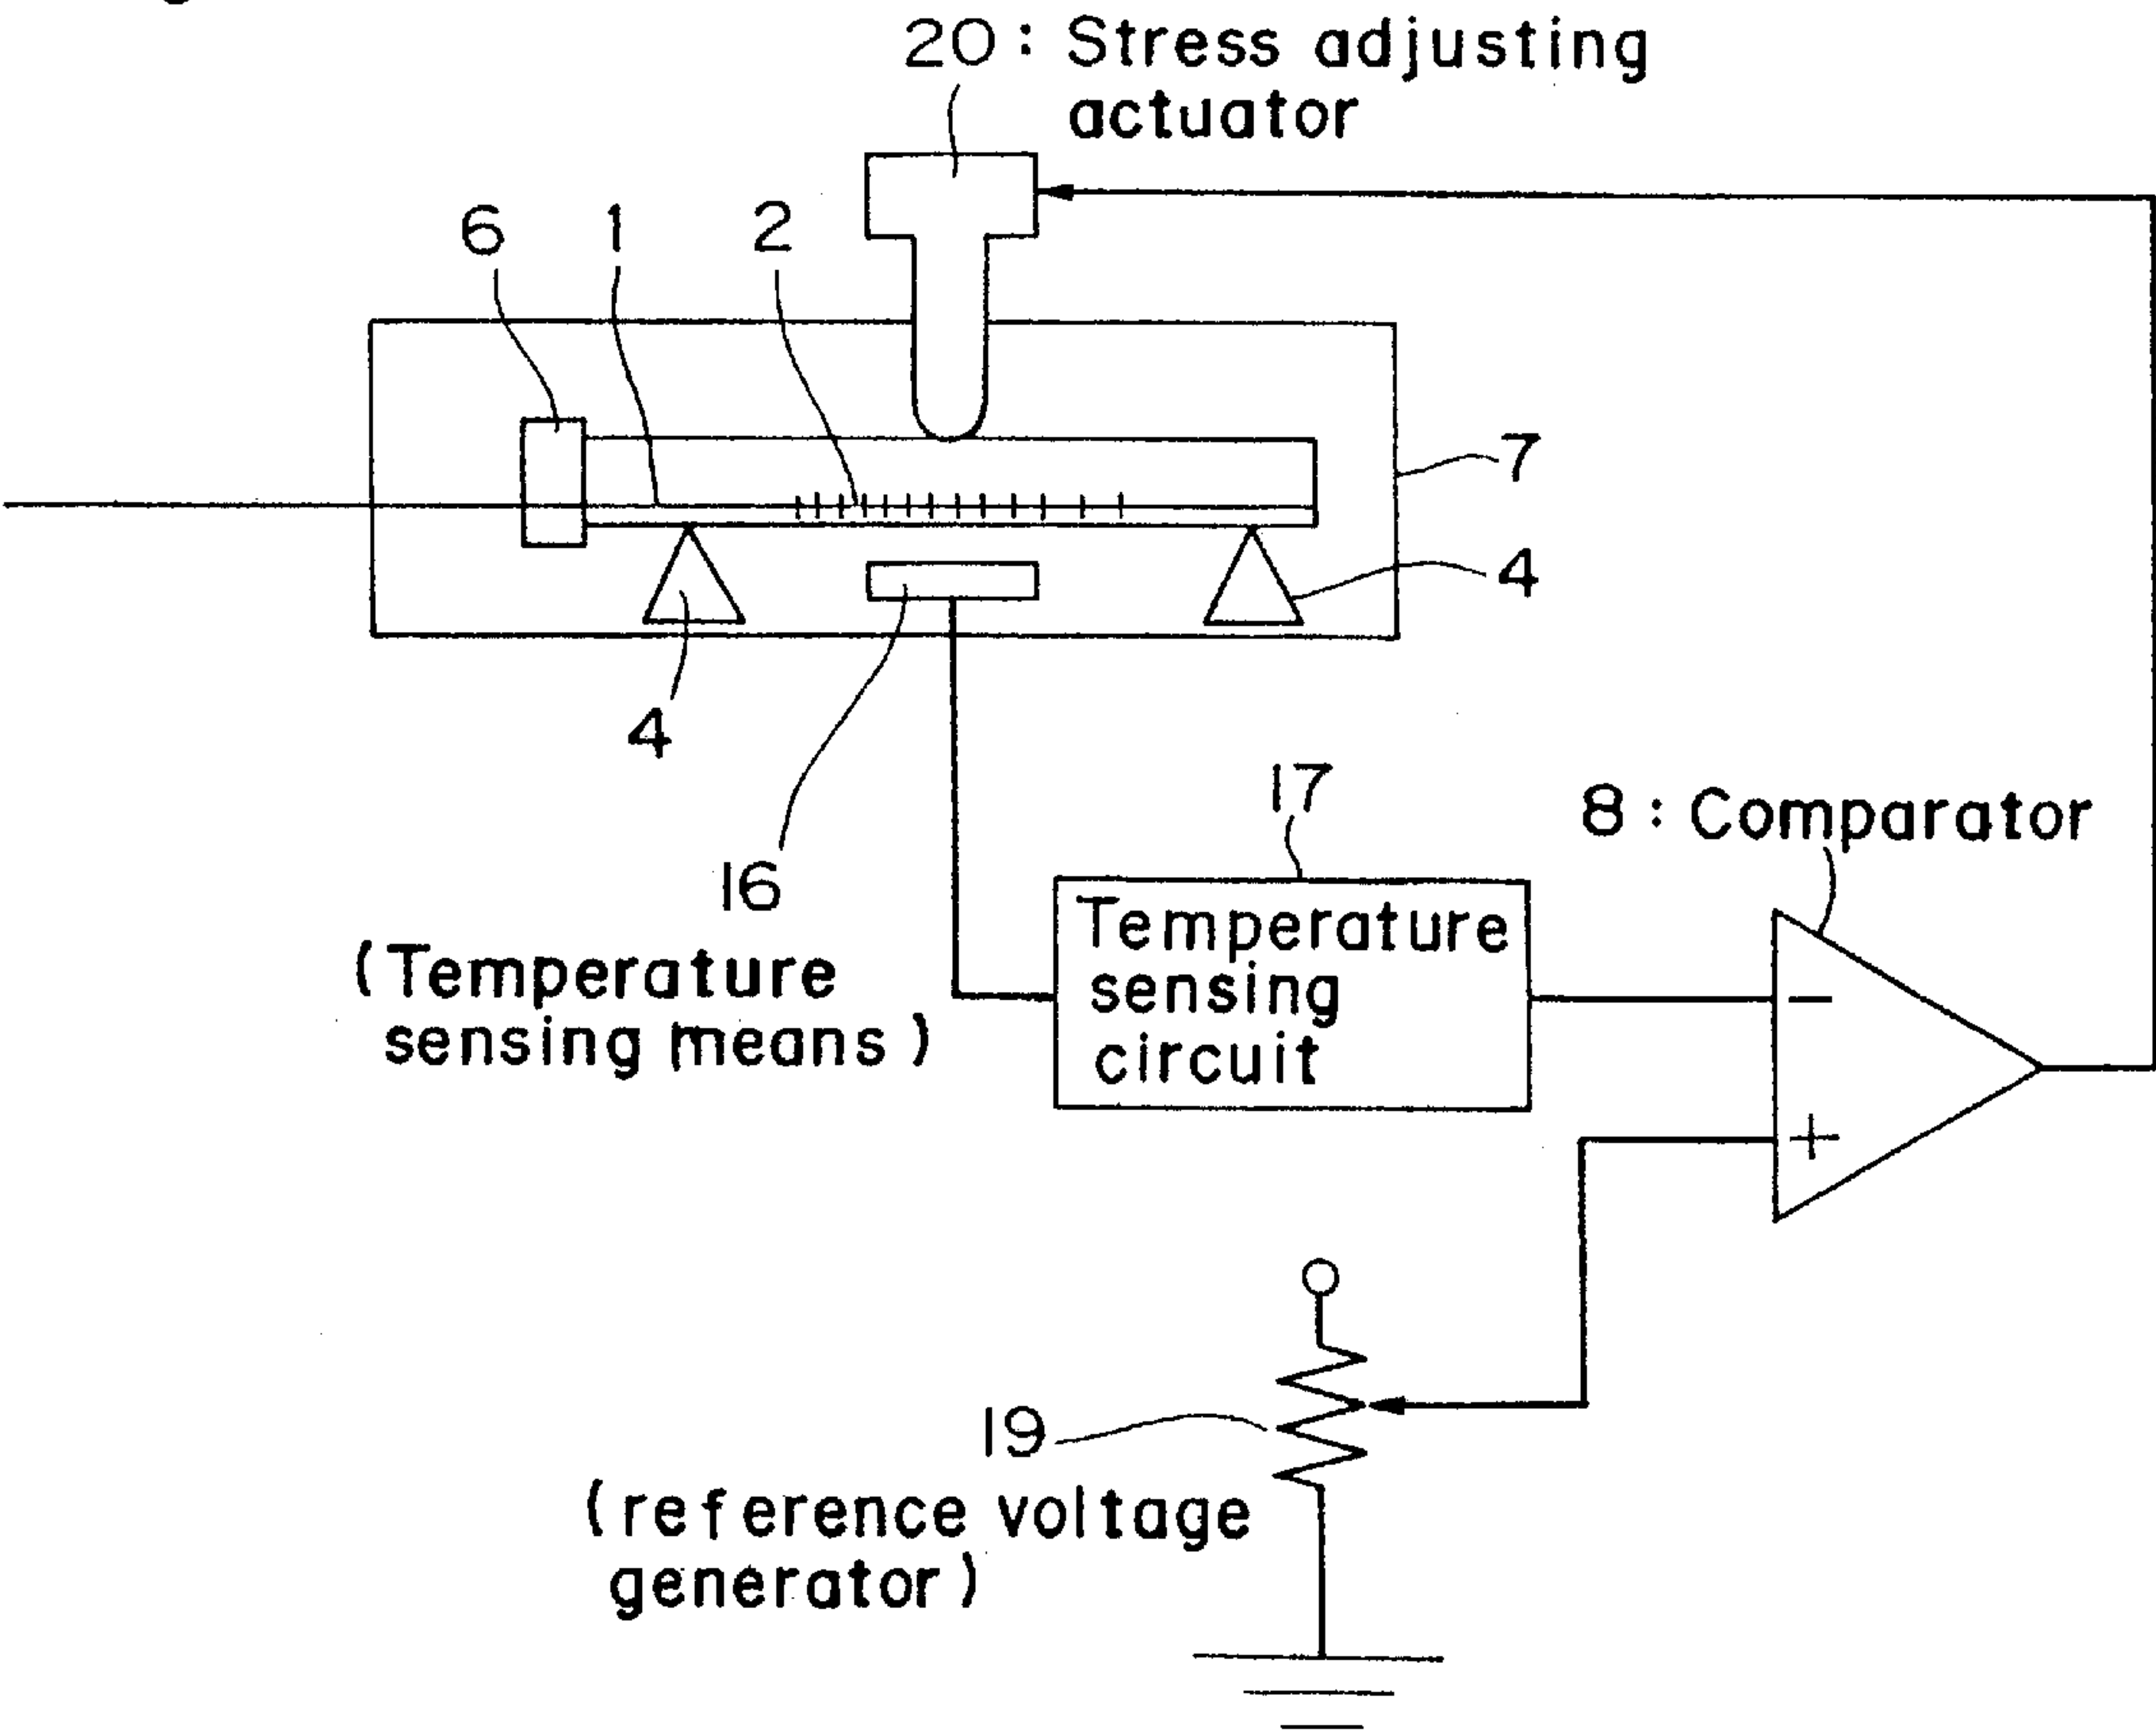 20: Stress adjusting
actuator
6 1 2
7
4
4
16
(Temperature
sensing means)
17
8: Comparator
Temperature
sensing
circuit
−
+
19
(reference voltage
generator)